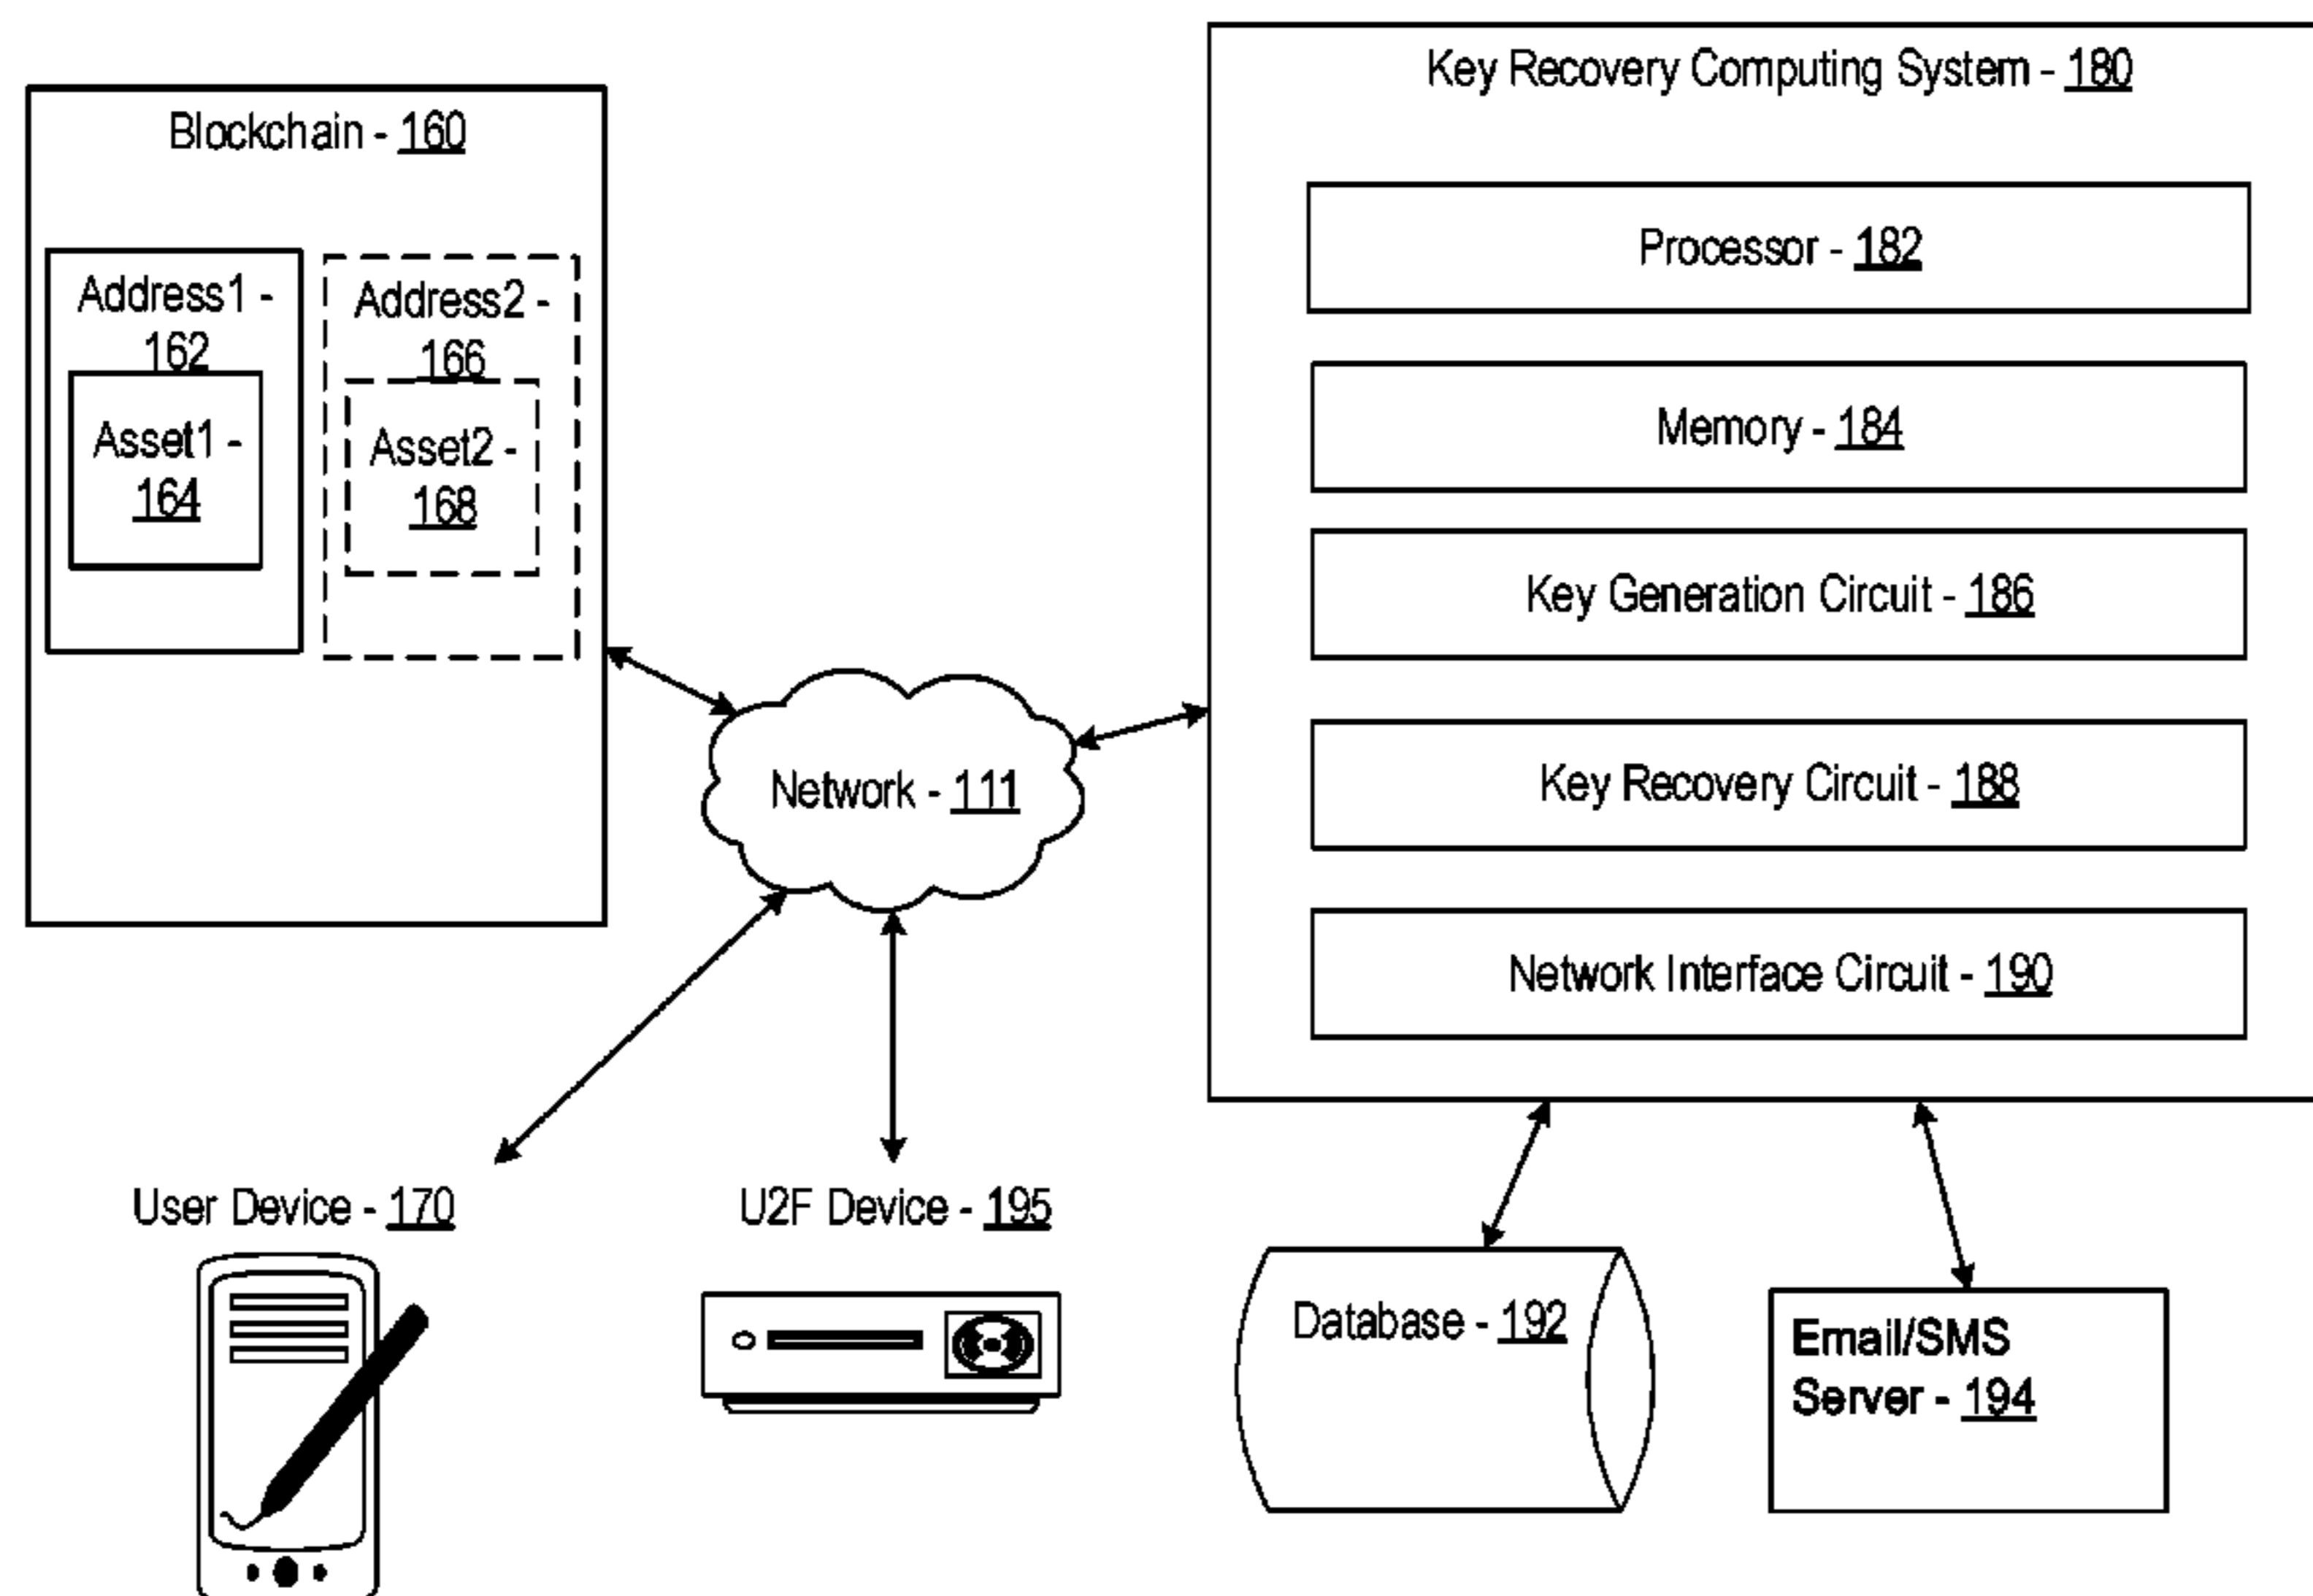 Key Recovery Computing System - 180
Blockchain - 160
Processor - 182
Address1 -
162
Asset1 -
164
Address2 -
166
Asset2 -
168
Memory - 184
Key Generation Circuit - 186
Network - 111
Key Recovery Circuit - 188
Network Interface Circuit - 190
User Device - 170
U2F Device - 195
Database - 192
Email/SMS
Server - 194